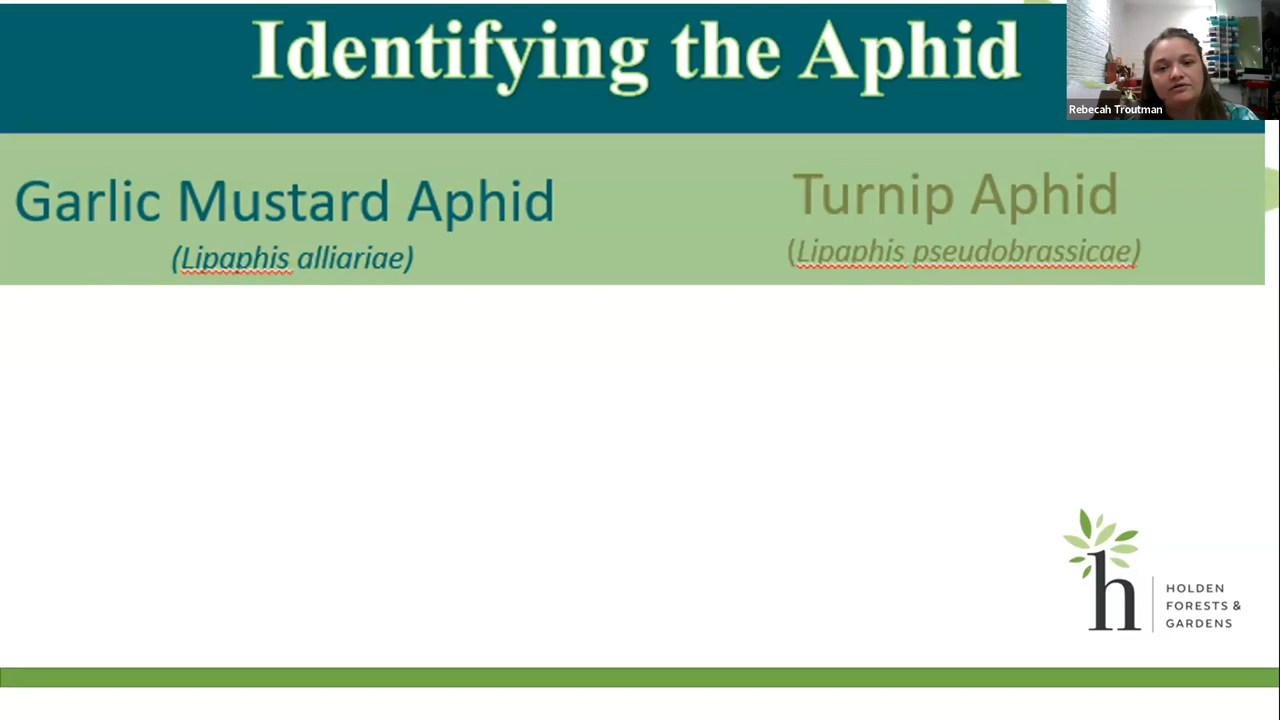 Identifying the Aphid
Rebecah Troutman
Garlic Mustard Aphid
(Lipaphis alliariae)
Turnip Aphid
(Lipaphis pseudobrassicae)
h
HOLDEN
FORESTS &
GARDENS